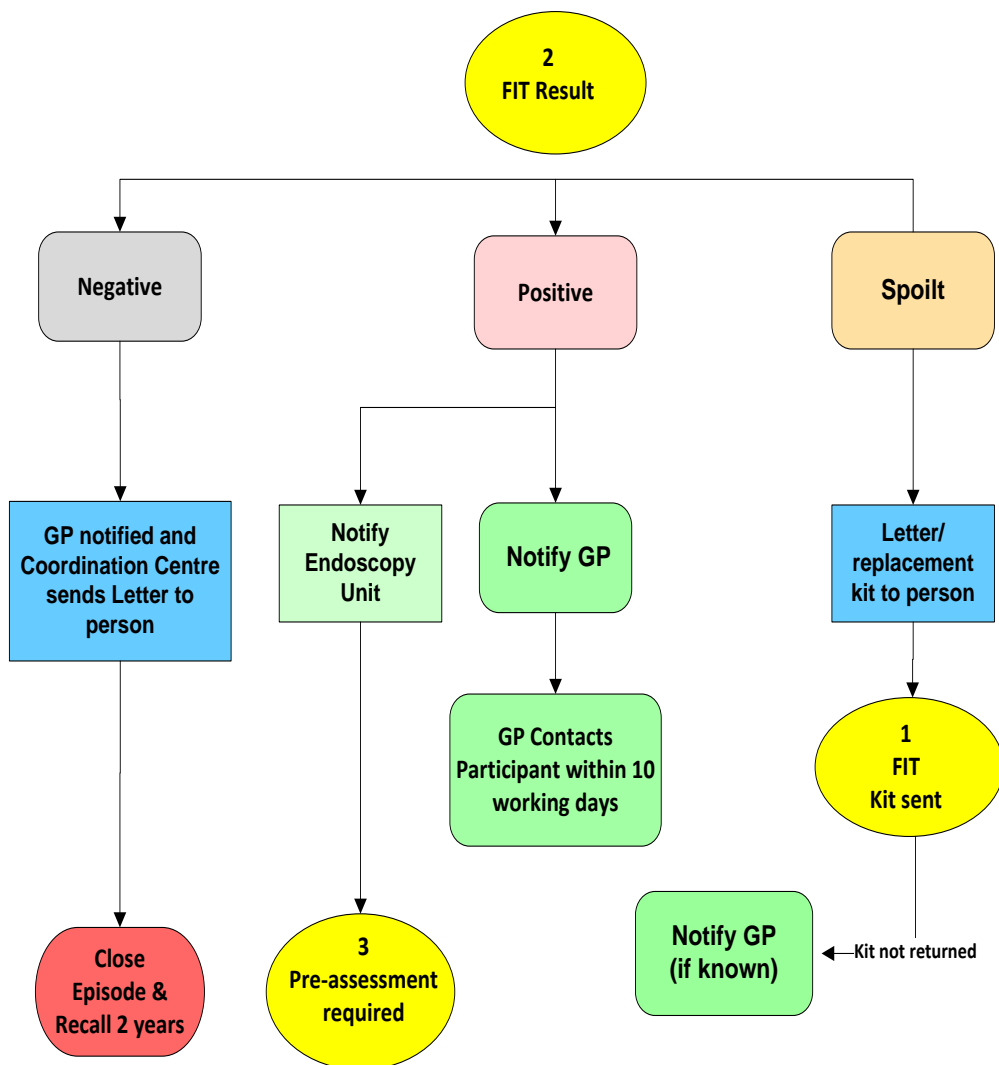 2
FIT Result
Negative
Positive
Spoilt
GP notified and
Coordination Centre
sends Letter to
person
Notify
Endoscopy
Unit
Notify GP
Letter/
replacement
kit to person
GP Contacts
Participant within 10
working days
1
FIT
Kit sent
Close
Episode &
Recall 2 years
3
Pre-assessment
required
Notify GP
(if known)
Kit not returned